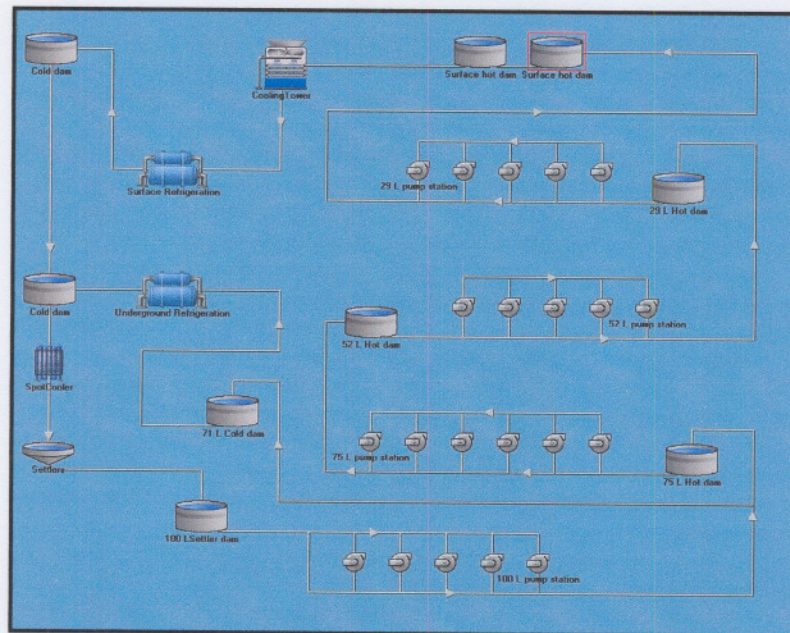 Cold dam
CoolingTower
Surface hot dam
Surface hot dam
Surface Refrigeration
29 L pump station
29 L Hot dam
Cold dam
Underground Refrigeration
52 L Hot dam
52 L pump station
SpotCooler
71 L Cold dam
75 L pump station
75 L Hot dam
Settlers
100 LSettler dam
100 L pump station